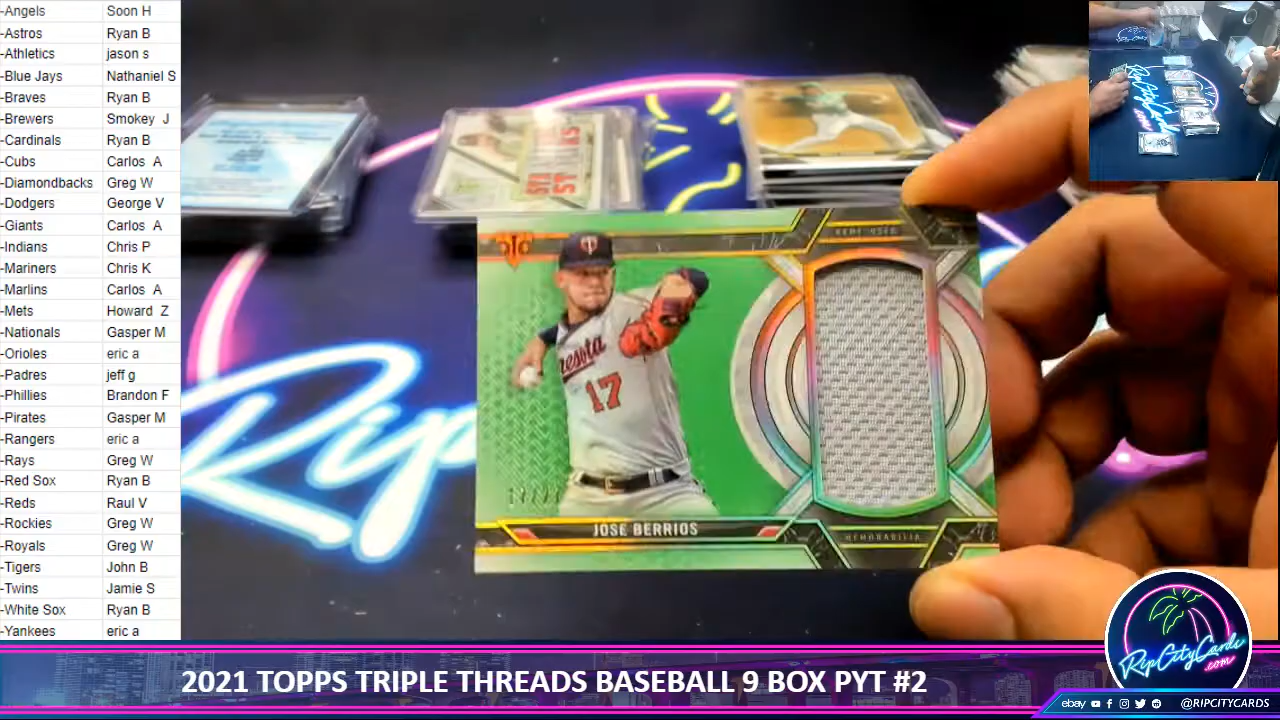 -Angels Soon H
-Astros Ryan B
-Athletics jason s
-Blue Jays Nathaniel S
-Braves Ryan B
-Brewers Smokey J
-Cardinals Ryan B
-Cubs Carlos A
-Diamondbacks Greg W
-Dodgers George V
-Giants Carlos A
-Indians Chris P
-Mariners Chris K
-Marlins Carlos A
-Mets Howard Z
-Nationals Gasper M
-Orioles eric a
-Padres jeff g
-Phillies Brandon F
-Pirates Gasper M
-Rangers eric a
-Rays Greg W
-Red Sox Ryan B
-Reds Raul V
-Rockies Greg W
-Royals Greg W
-Tigers John B
-Twins Jamie S
-White Sox Ryan B
-Yankees eric a
Rip
nesota
17
JOSE BERRIOS
MEMORABILIA
RipCityCards
.com
2021 TOPPS TRIPLE THREADS BASEBALL 9 BOX PYT #2
ebay @RIPCITYCARDS